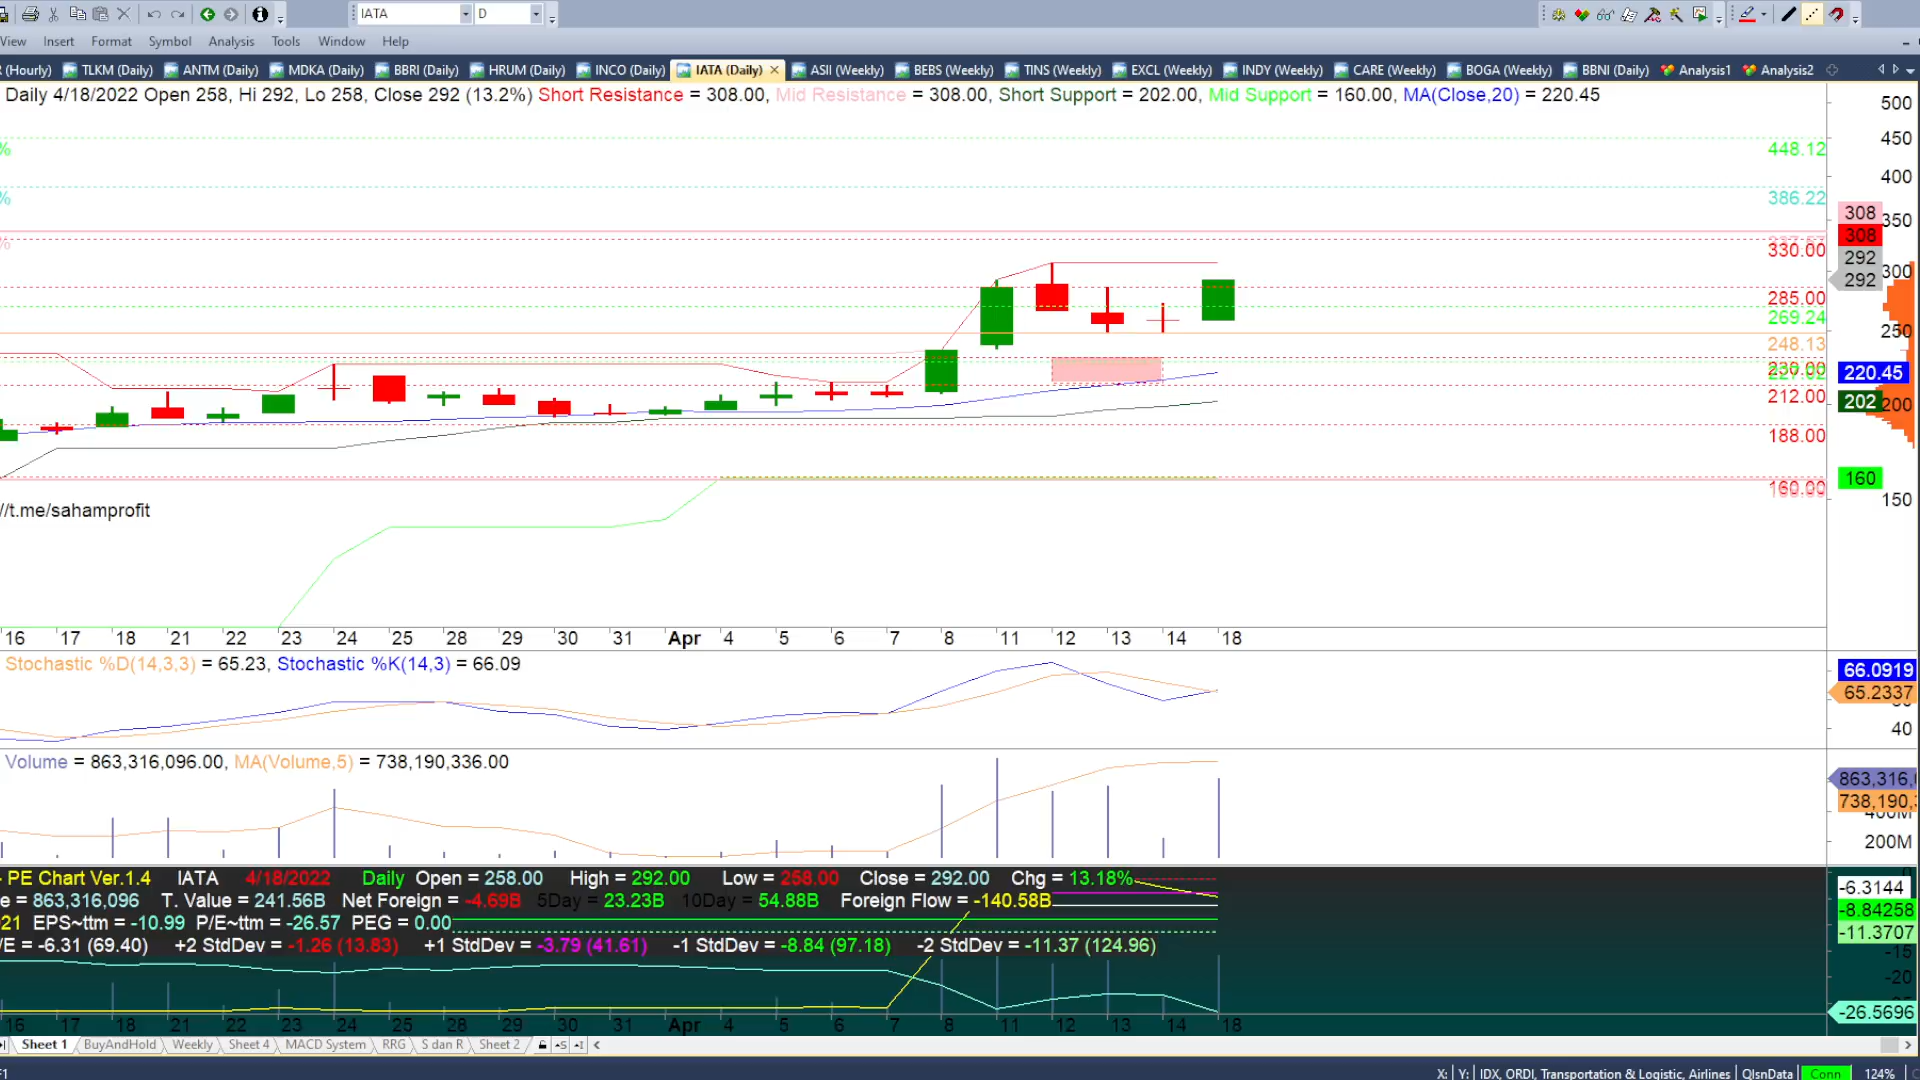 IATA D
View Insert Format Symbol Analysis Tools Window Help
(Hourly) TLKM (Daily) ANTM (Daily) MDKA (Daily) BBRI (Daily) HRUM (Daily) INCO (Daily) IATA (Daily) ASII (Weekly) BEBS (Weekly) TINS (Weekly) EXCL (Weekly) INDY (Weekly) CARE (Weekly) BOGA (Weekly) BBNI (Daily) Analysis1 Analysis2
Daily 4/18/2022 Open 258, Hi 292, Lo 258, Close 292 (13.2%) Short Resistance = 308.00, Mid Resistance = 308.00, Short Support = 202.00, Mid Support = 160.00, MA(Close,20) = 220.45
500
450
% 448.12
400
% 386.22
308
350
308
%
330.00
292
300
292
285.00
269.24
250
248.13
220.45
212.00
202
200
188.00
160
160.00
150
//t.me/sahamprofit
16 17 18 21 22 23 24 25 28 29 30 31 Apr 4 5 6 7 8 11 12 13 14 18
Stochastic %D(14,3,3) = 65.23, Stochastic %K(14,3) = 66.09
66.0919
65.2337
40
Volume = 863,316,096.00, MA(Volume,5) = 738,190,336.00
863,316,
738,190,
400M
200M
- PE Chart Ver.1.4 IATA 4/18/2022 Daily Open = 258.00 High = 292.00 Low = 258.00 Close = 292.00 Chg = 13.18%
e = 863,316,096 T. Value = 241.56B Net Foreign = -4.69B 5Day = 23.23B 10Day = 54.88B Foreign Flow = -140.58B
21 EPS~ttm = -10.99 P/E~ttm = -26.57 PEG = 0.00
/E = -6.31 (69.40) +2 StdDev = -1.26 (13.83) +1 StdDev = -3.79 (41.61) -1 StdDev = -8.84 (97.18) -2 StdDev = -11.37 (124.96)
-6.3144
-8.84258
-11.3707
-15
-20
-26.5696
16 17 18 21 22 23 24 25 28 29 30 31 Apr 4 5 6 7 8 11 12 13 14 18
Sheet 1 BuyAndHold Weekly Sheet 4 MACD System RRG S dan R Sheet 2
F1 X: Y: IDX, ORDI, Transportation & Logistic, Airlines QlsnData Conn 124%